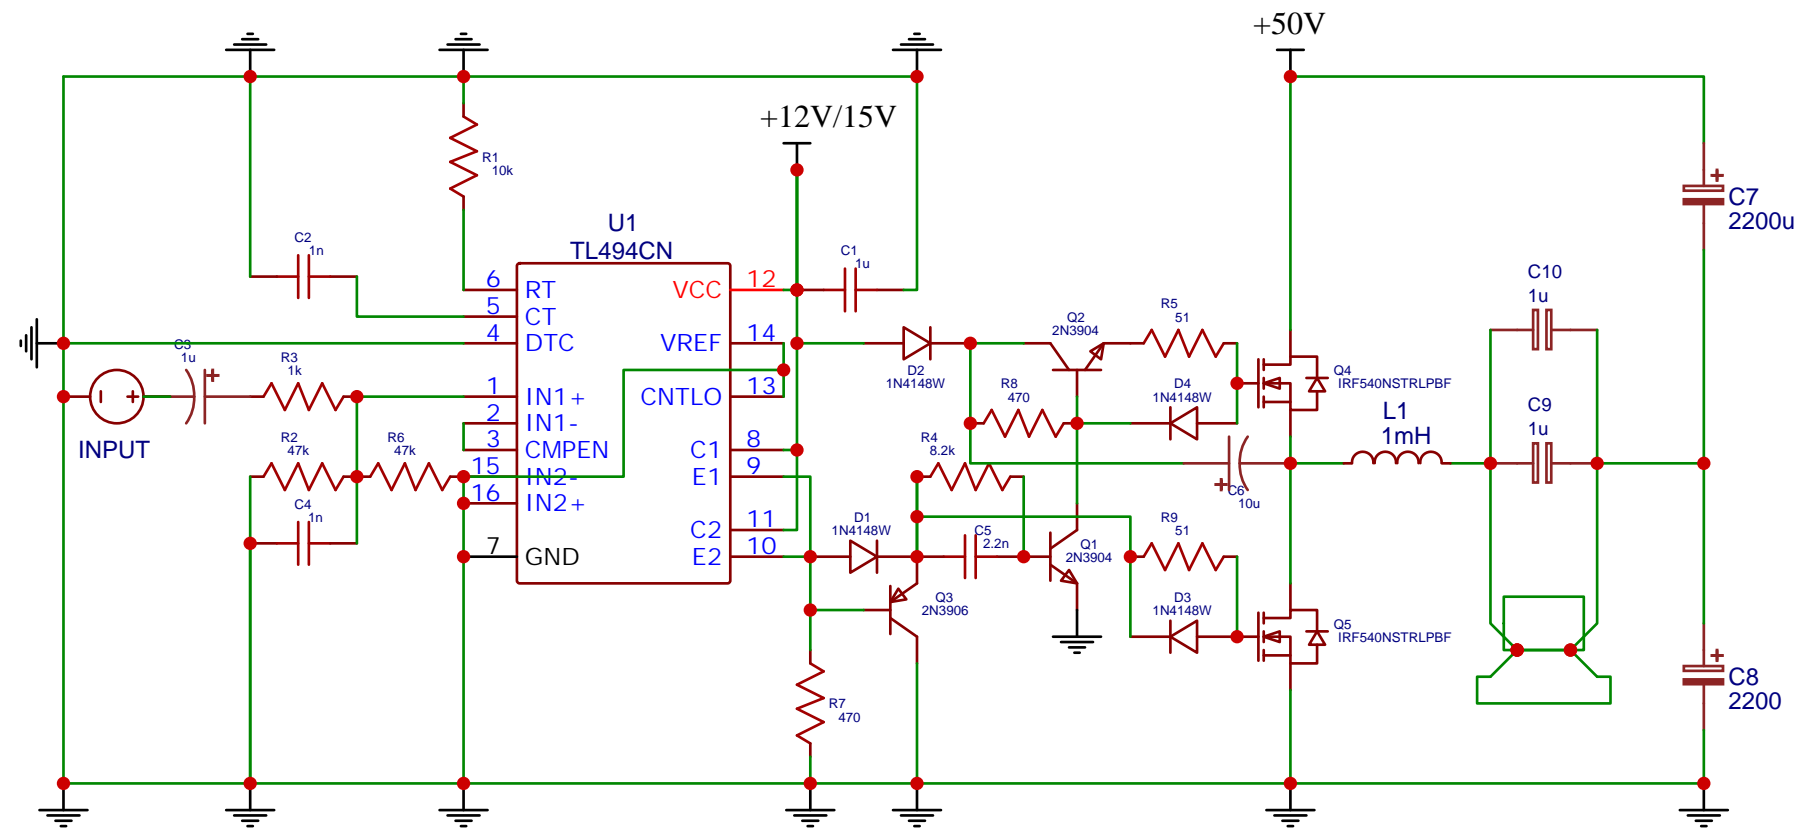 +50V
+12V/15V
R1
10k
U1
TL494CN
C2
1n
C1
1u
C7
2200u
6 RT
5 CT
4 DTC
1 IN1+
2 IN1-
3 CMPEN
15 IN2-
16 IN2+
7 GND
VCC 12
VREF 14
CNTLO 13
C1 8
E1 9
C2 11
E2 10
C3
1u
R3
1k
INPUT
R2
47k
R6
47k
C4
1n
D2
1N4148W
Q2
2N3904
R5
51
R8
470
D4
1N4148W
Q4
IRF540NSTRLPBF
C10
1u
C9
1u
L1
1mH
R4
8.2k
C6
10u
D1
1N4148W
C5
2.2n
Q1
2N3904
R9
51
Q3
2N3906
D3
1N4148W
Q5
IRF540NSTRLPBF
R7
470
C8
2200